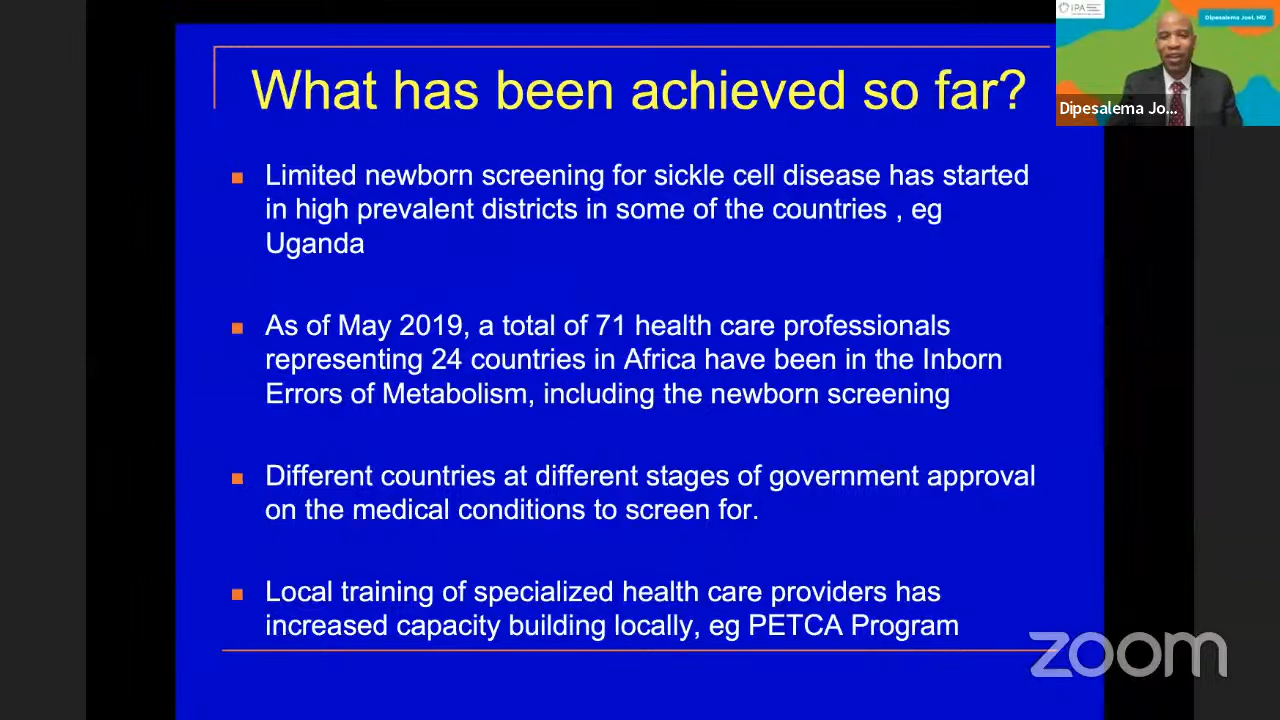 What has been achieved so far?
IPA
Dipesalema Joel, MD
Dipesalema Jo...
Limited newborn screening for sickle cell disease has started
in high prevalent districts in some of the countries , eg
Uganda
As of May 2019, a total of 71 health care professionals
representing 24 countries in Africa have been in the Inborn
Errors of Metabolism, including the newborn screening
Different countries at different stages of government approval
on the medical conditions to screen for.
Local training of specialized health care providers has
increased capacity building locally, eg PETCA Program
zoom